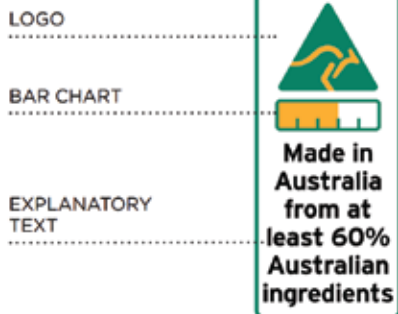 LOGO
BAR CHART
EXPLANATORY
TEXT
Made in
Australia
from at
least 60%
Australian
ingredients